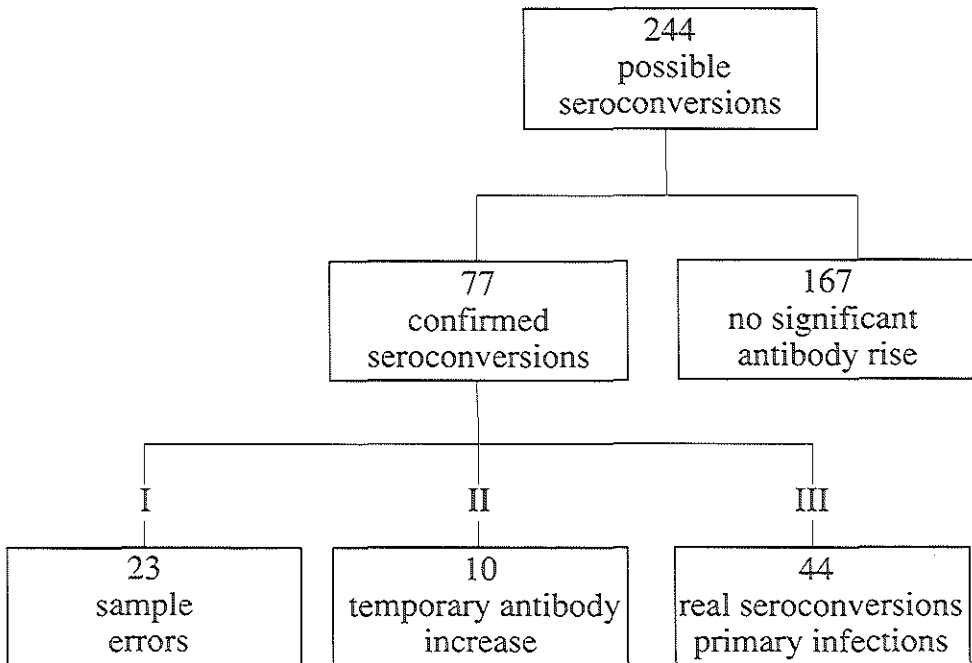 244
possible
seroconversions
77
confirmed
seroconversions
167
no significant
antibody rise
I
II
III
23
sample
errors
10
temporary antibody
increase
44
real seroconversions
primary infections